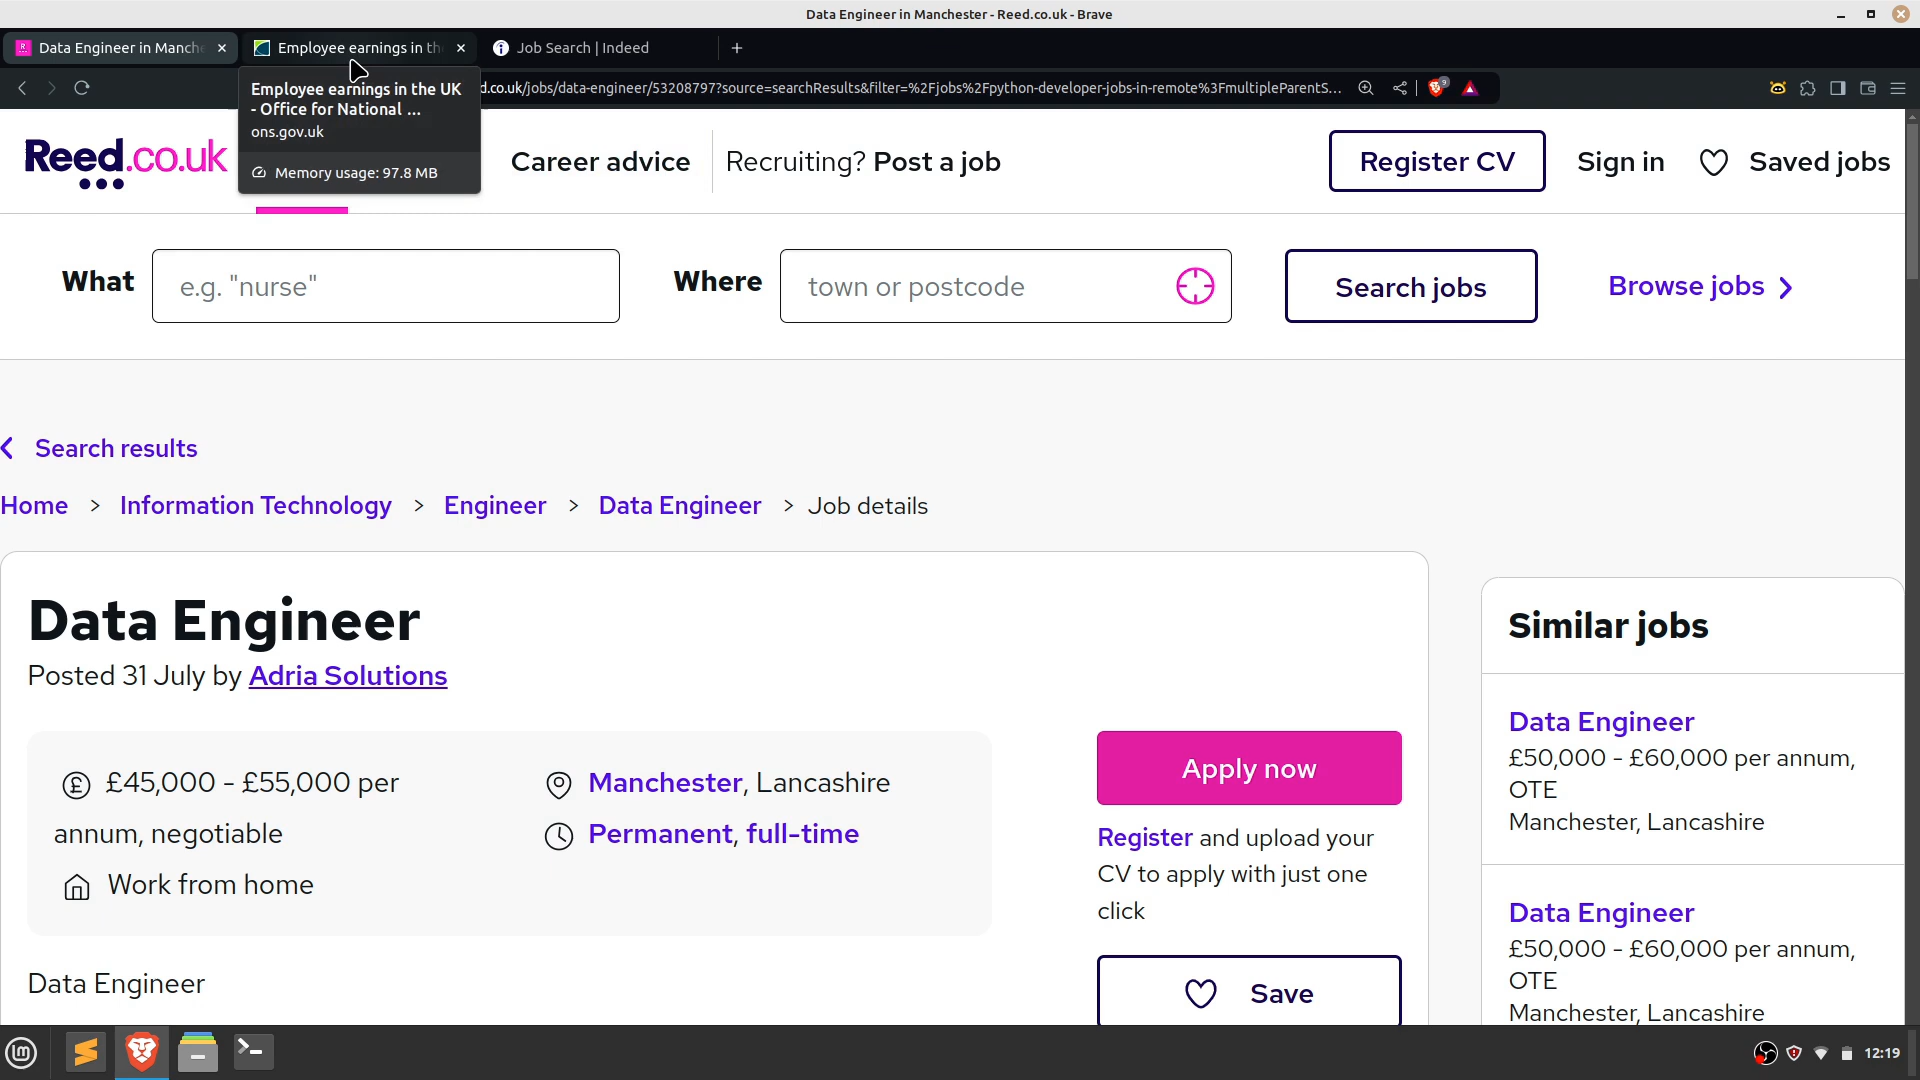 Data Engineer in Manchester - Reed.co.uk - Brave
Data Engineer in Manche
Employee earnings in th
Job Search | Indeed
d.co.uk/jobs/data-engineer/53208797?source=searchResults&filter=%2Fjobs%2Fpython-developer-jobs-in-remote%3FmultipleParentS...
9
Employee earnings in the UK
- Office for National ...
ons.gov.uk
Memory usage: 97.8 MB
Reed.co.uk
Career advice
Recruiting? Post a job
Register CV
Sign in
Saved jobs
What
e.g. "nurse"
Where
town or postcode
Search jobs
Browse jobs
Search results
Home > Information Technology > Engineer > Data Engineer > Job details
Data Engineer
Posted 31 July by Adria Solutions
£45,000 - £55,000 per
annum, negotiable
Work from home
Manchester, Lancashire
Permanent, full-time
Apply now
Register and upload your
CV to apply with just one
click
Save
Data Engineer
Similar jobs
Data Engineer
£50,000 - £60,000 per annum,
OTE
Manchester, Lancashire
Data Engineer
£50,000 - £60,000 per annum,
OTE
Manchester, Lancashire
12:19